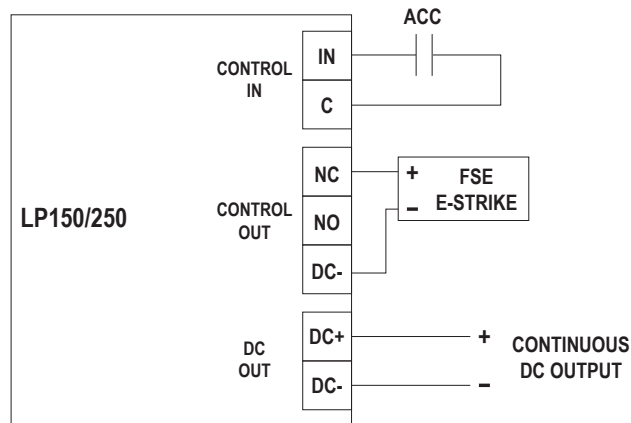 ACC
CONTROL
IN
IN
C
LP150/250
CONTROL
OUT
NC
NO
DC-
+
−
FSE
E-STRIKE
DC
OUT
DC+
DC-
+
−
CONTINUOUS
DC OUTPUT